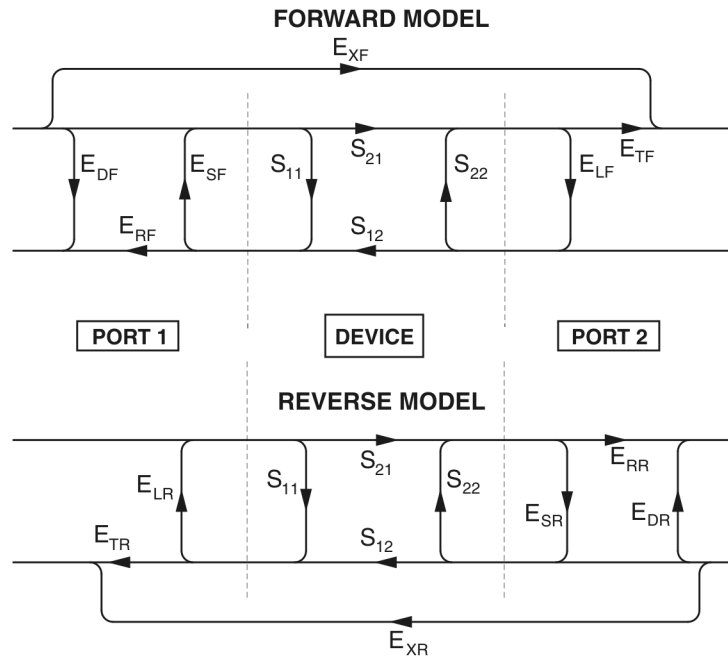 FORWARD MODEL
E_XF
S_21
E_TF
E_DF
E_SF
S_11
S_22
E_LF
E_RF
S_12
PORT 1
DEVICE
PORT 2
REVERSE MODEL
S_21
E_RR
E_LR
S_11
S_22
E_SR
E_DR
E_TR
S_12
E_XR